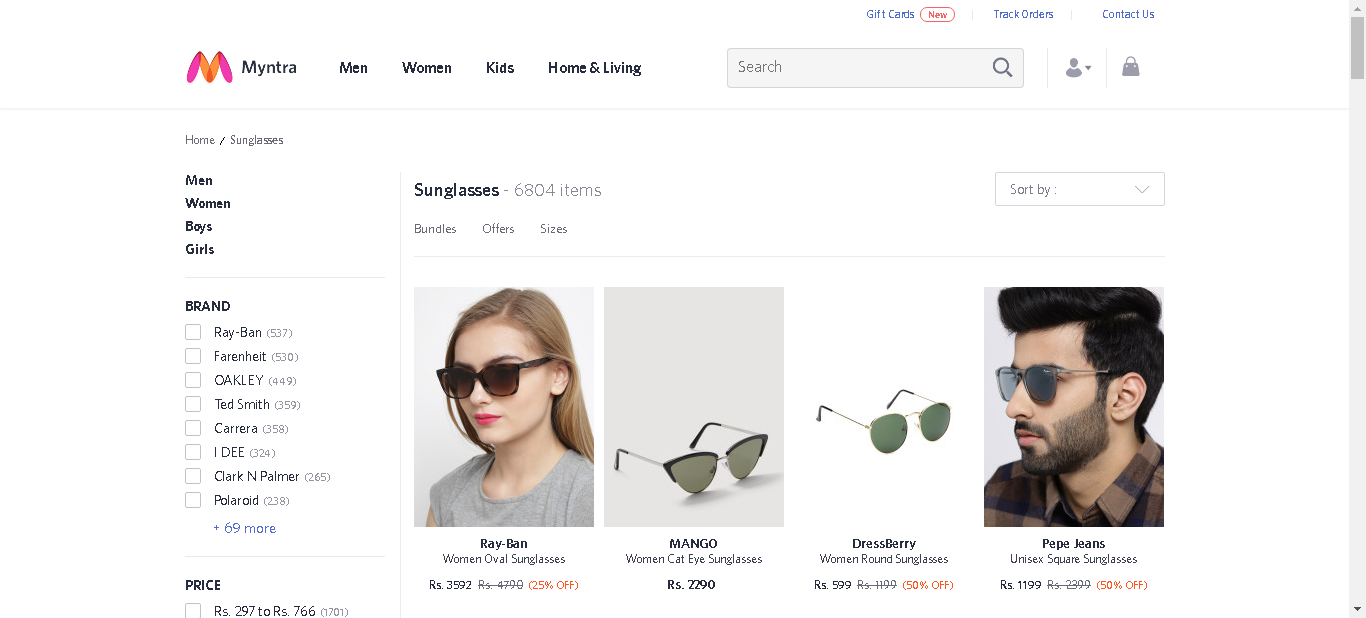 Gift Cards New Track Orders Contact Us
Myntra Men Women Kids Home & Living Search
Home / Sunglasses
Men
Women
Boys
Girls
BRAND
Ray-Ban (537)
Farenheit (530)
OAKLEY (449)
Ted Smith (359)
Carrera (358)
I DEE (324)
Clark N Palmer (265)
Polaroid (238)
+ 69 more
PRICE
Rs. 297 to Rs. 766 (1701)
Sunglasses - 6804 items
Sort by :
Bundles Offers Sizes
Ray-Ban
Women Oval Sunglasses
Rs. 3592 Rs. 4790 (25% OFF)
MANGO
Women Cat Eye Sunglasses
Rs. 2290
DressBerry
Women Round Sunglasses
Rs. 599 Rs. 1199 (50% OFF)
Pepe Jeans
Unisex Square Sunglasses
Rs. 1199 Rs. 2399 (50% OFF)